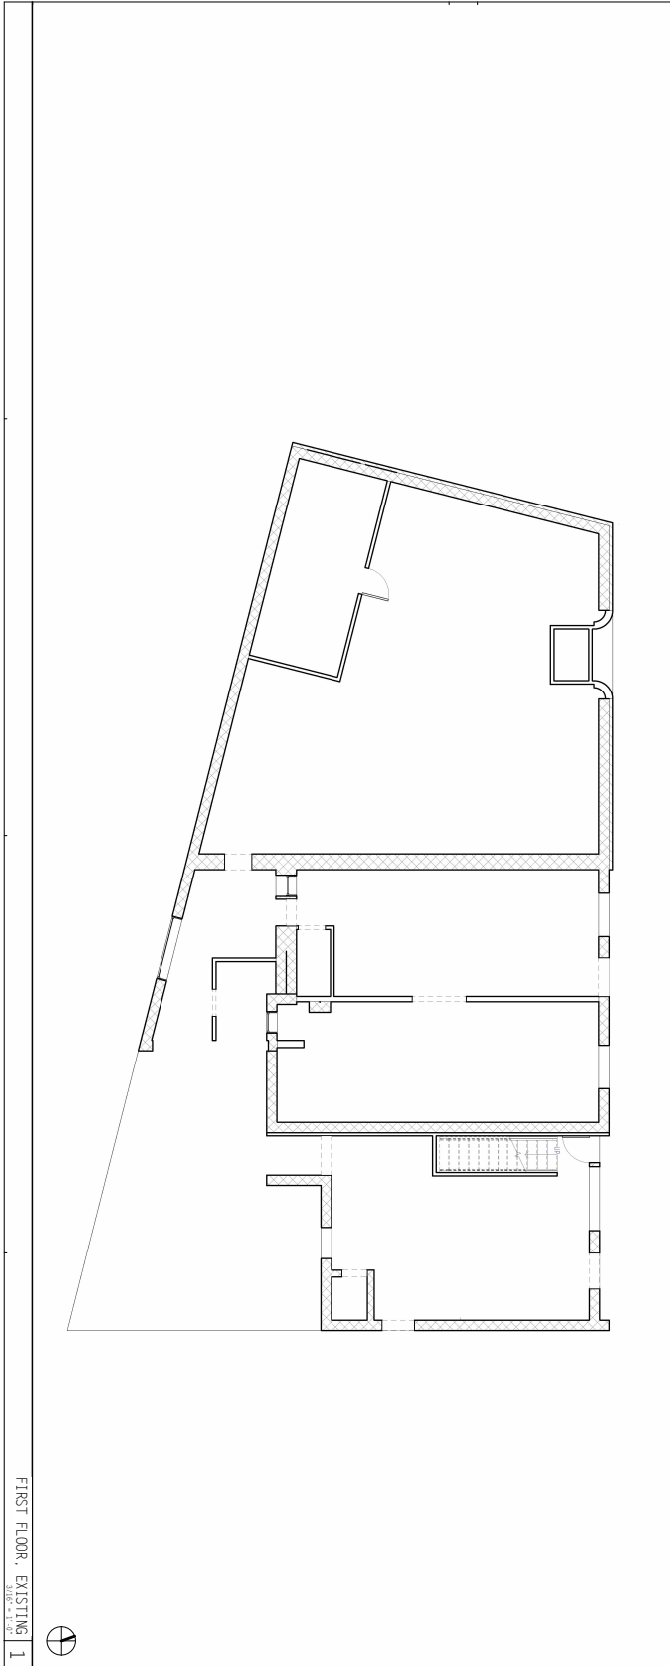 FIRST FLOOR, EXISTING
3/16" = 1'-0"
1